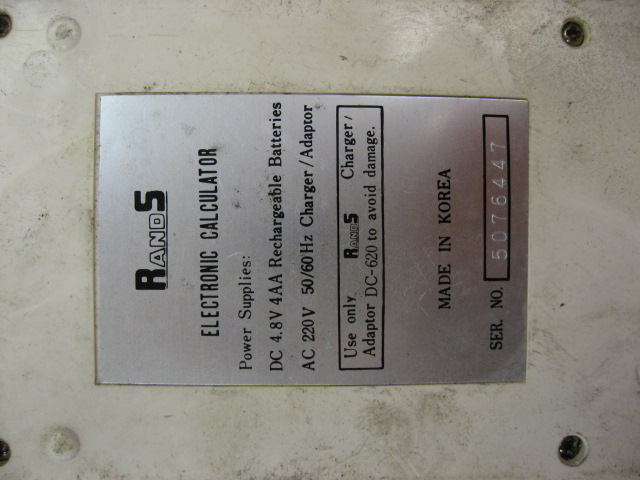 RANDS
ELECTRONIC CALCULATOR
Power Supplies:
DC 4.8V 4AA Rechargeable Batteries
AC 220V 50/60Hz Charger/Adaptor
Use only RANDS Charger/
Adaptor DC-620 to avoid damage.
MADE IN KOREA
SER. NO. 5076447